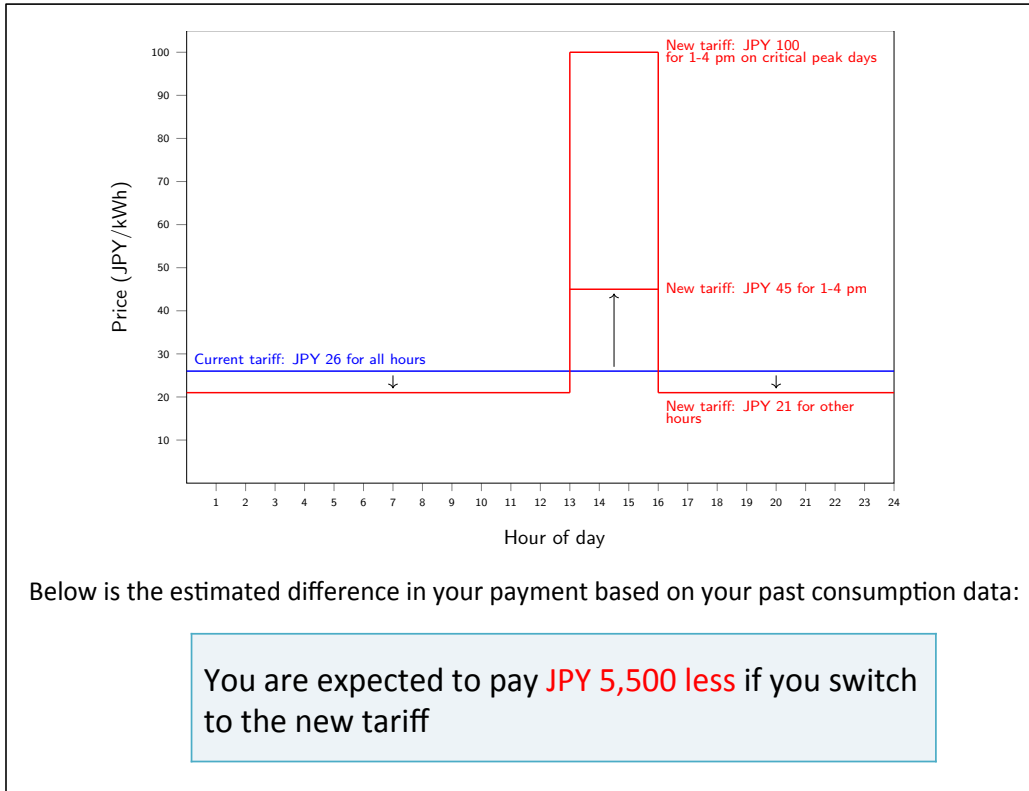 New tariff: JPY 100
for 1-4 pm on critical peak days
100
90
80
70
60
50
40
30
20
10
Price (JPY/kWh)
New tariff: JPY 45 for 1-4 pm
Current tariff: JPY 26 for all hours
New tariff: JPY 21 for other
hours
1 2 3 4 5 6 7 8 9 10 11 12 13 14 15 16 17 18 19 20 21 22 23 24
Hour of day
Below is the estimated difference in your payment based on your past consumption data:
You are expected to pay JPY 5,500 less if you switch
to the new tariff